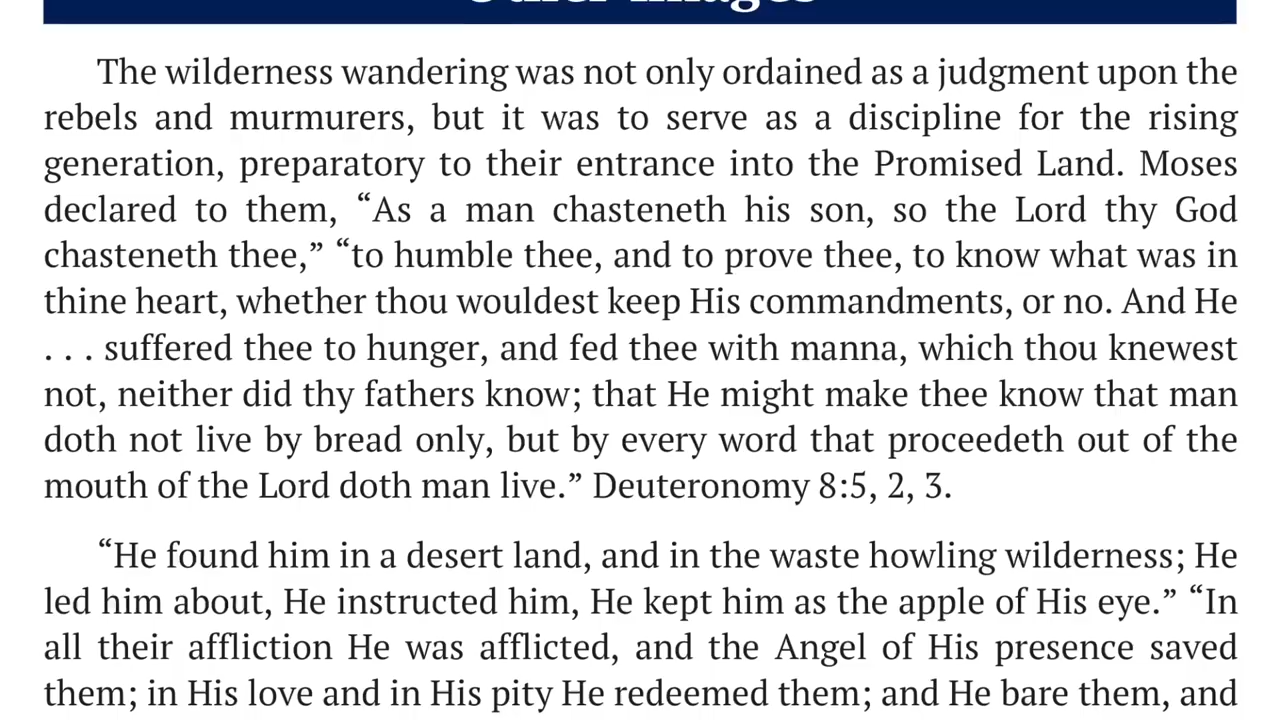 The wilderness wandering was not only ordained as a judgment upon the
rebels and murmurers, but it was to serve as a discipline for the rising
generation, preparatory to their entrance into the Promised Land. Moses
declared to them, “As a man chasteneth his son, so the Lord thy God
chasteneth thee,” “to humble thee, and to prove thee, to know what was in
thine heart, whether thou wouldest keep His commandments, or no. And He
. . . suffered thee to hunger, and fed thee with manna, which thou knewest
not, neither did thy fathers know; that He might make thee know that man
doth not live by bread only, but by every word that proceedeth out of the
mouth of the Lord doth man live.” Deuteronomy 8:5, 2, 3.
“He found him in a desert land, and in the waste howling wilderness; He
led him about, He instructed him, He kept him as the apple of His eye.” “In
all their affliction He was afflicted, and the Angel of His presence saved
them; in His love and in His pity He redeemed them; and He bare them, and